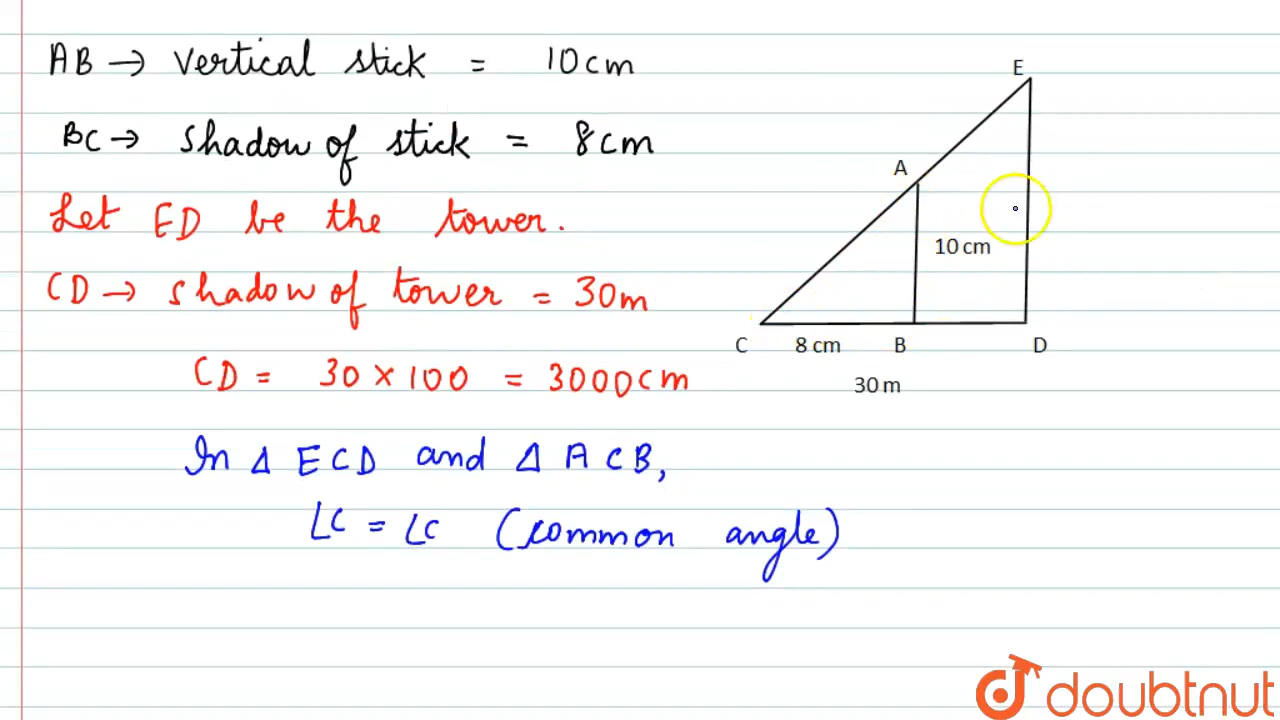 AB → Vertical stick = 10cm
BC → Shadow of stick = 8cm
Let ED be the tower.
CD → Shadow of tower = 30m
CD = 30 × 100 = 3000cm
In Δ ECD and Δ ACB,
∠C = ∠C (common angle)
E
A
10 cm
C 8 cm B D
30 m
doubtnut